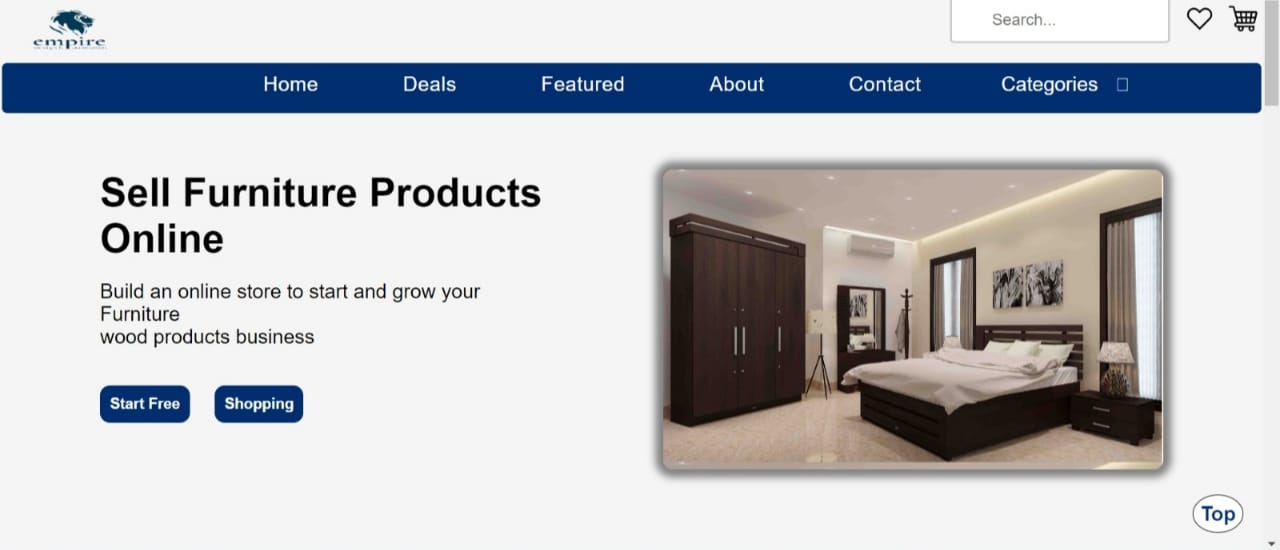 empire
Search...
Home Deals Featured About Contact Categories
Sell Furniture Products
Online
Build an online store to start and grow your
Furniture
wood products business
Start Free Shopping
Top